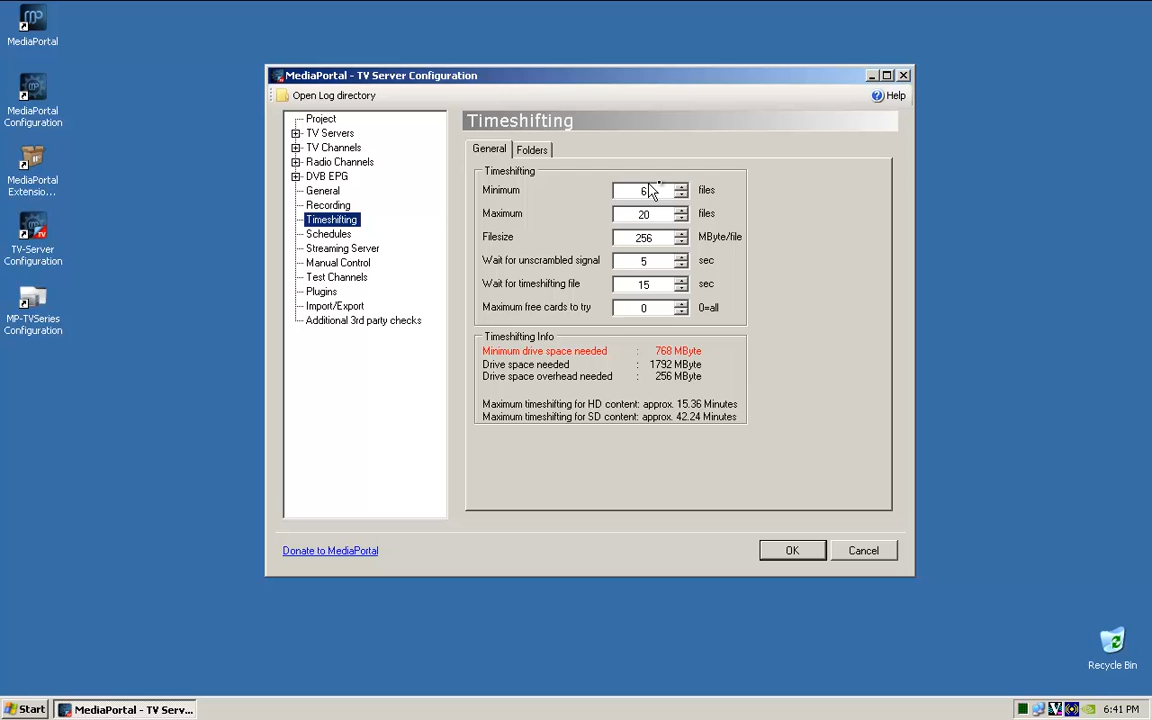 MediaPortal
MediaPortal
Configuration
MediaPortal
Extensio...
TV-Server
Configuration
MP-TVSeries
Configuration
MediaPortal - TV Server Configuration
Open Log directory
Help
Project
TV Servers
TV Channels
Radio Channels
DVB EPG
General
Recording
Timeshifting
Schedules
Streaming Server
Manual Control
Test Channels
Plugins
Import/Export
Additional 3rd party checks
Timeshifting
General Folders
Timeshifting
Minimum 6 files
Maximum 20 files
Filesize 256 MByte/file
Wait for unscrambled signal 5 sec
Wait for timeshifting file 15 sec
Maximum free cards to try 0 0=all
Timeshifting Info
Minimum drive space needed : 768 MByte
Drive space needed : 1792 MByte
Drive space overhead needed : 256 MByte
Maximum timeshifting for HD content: approx. 15.36 Minutes
Maximum timeshifting for SD content: approx. 42.24 Minutes
Donate to MediaPortal
OK Cancel
Recycle Bin
Start MediaPortal - TV Serv... 6:41 PM